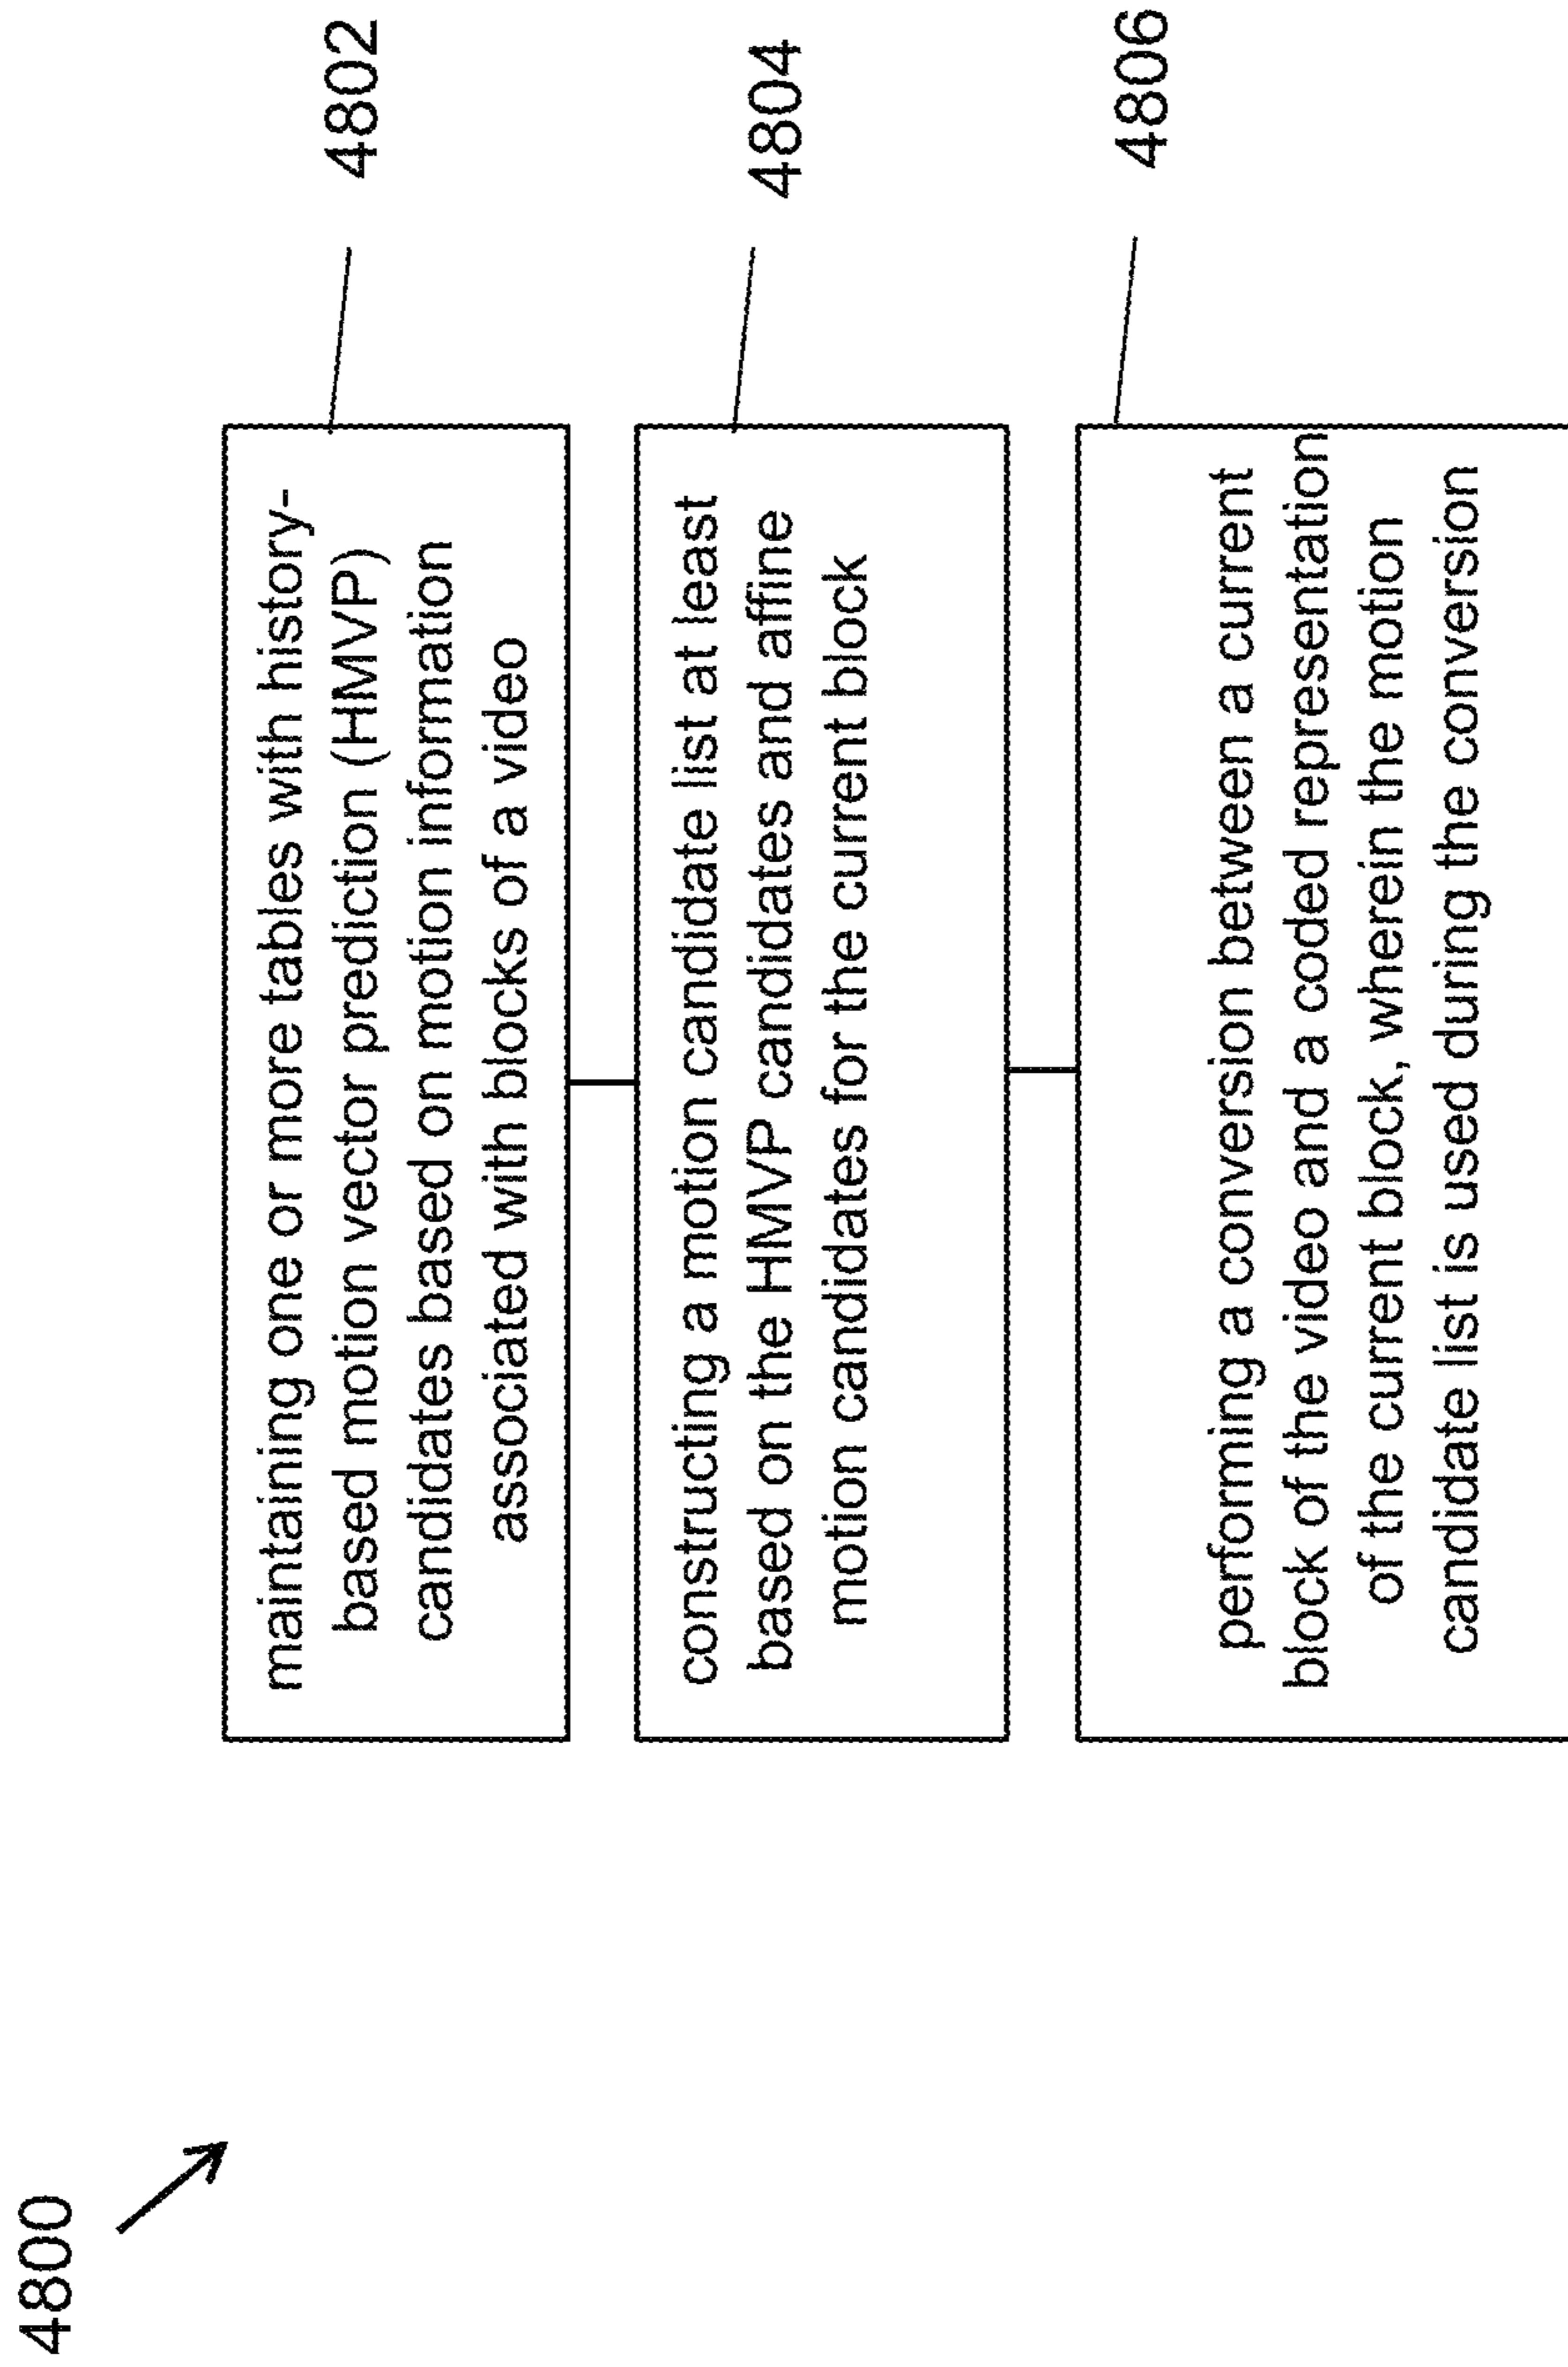 4800
maintaining one or more tables with history-
based motion vector prediction (HMVP)
candidates based on motion information
associated with blocks of a video
4802
constructing a motion candidate list at least
based on the HMVP candidates and affine
motion candidates for the current block
4804
performing a conversion between a current
block of the video and a coded representation
of the current block, wherein the motion
candidate list is used during the conversion
4806